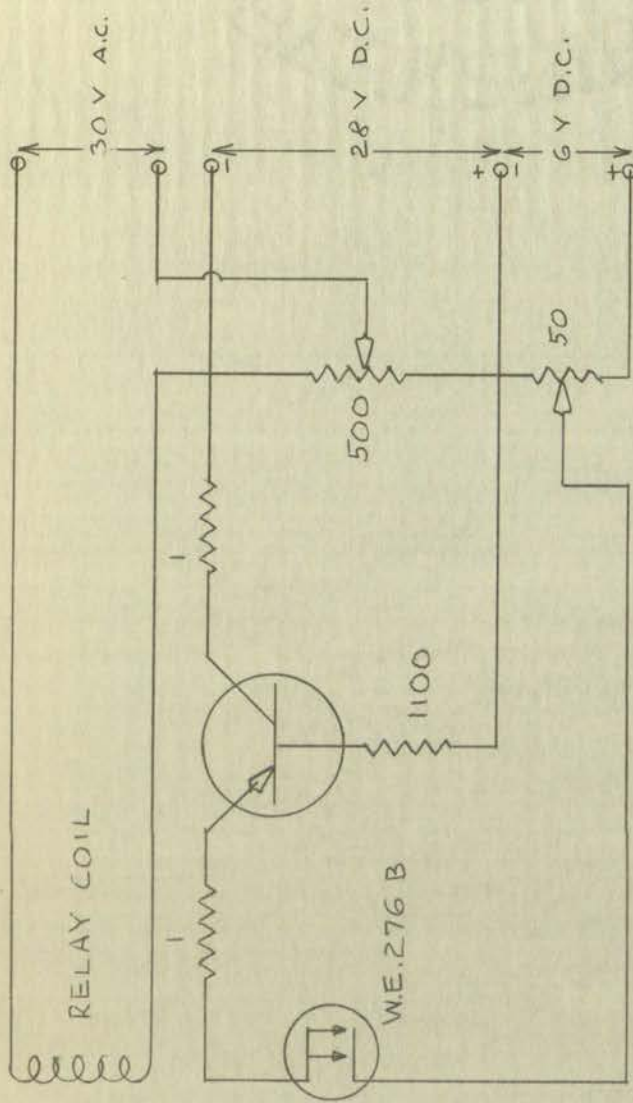 RELAY COIL
30 V A.C.
1
1
28 V D.C.
-
+
-
500
1100
W.E. 276 B
50
6 V D.C.
+